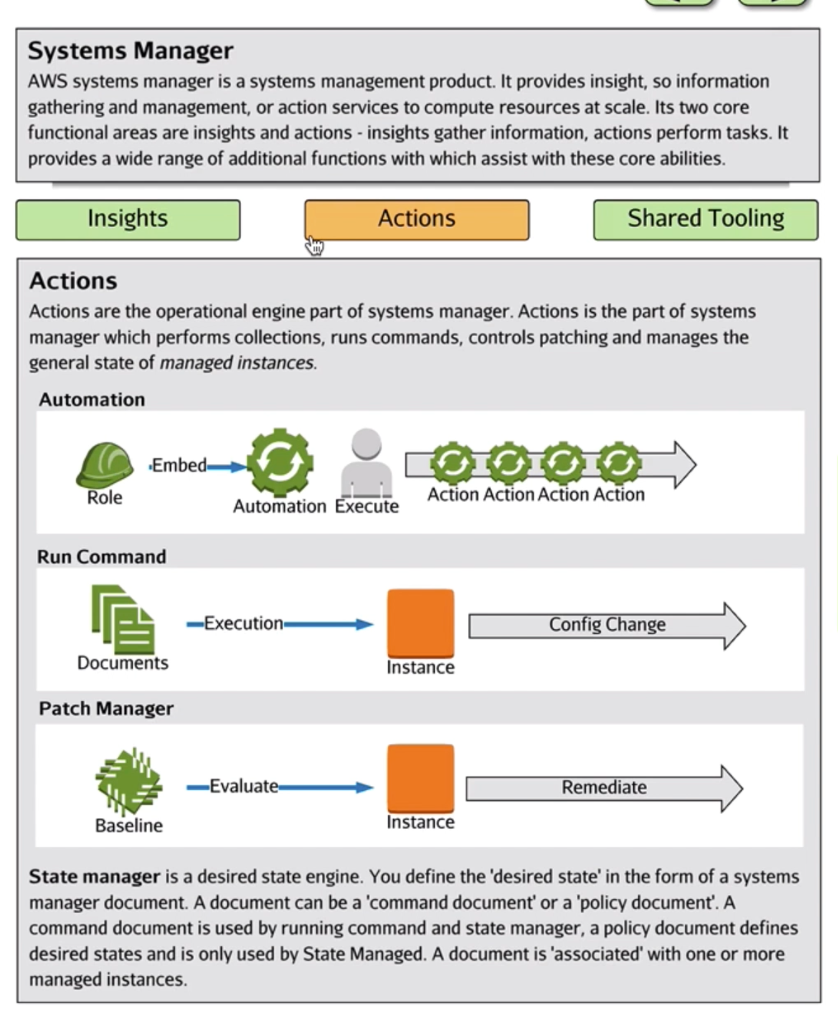 Systems Manager
AWS systems manager is a systems management product. It provides insight, so information
gathering and management, or action services to compute resources at scale. Its two core
functional areas are insights and actions - insights gather information, actions perform tasks. It
provides a wide range of additional functions with which assist with these core abilities.
Insights
Actions
Shared Tooling
Actions
Actions are the operational engine part of systems manager. Actions is the part of systems
manager which performs collections, runs commands, controls patching and manages the
general state of managed instances.
Automation
Embed
Role
Automation
Execute
Action Action Action Action
Run Command
Execution
Config Change
Documents
Instance
Patch Manager
Evaluate
Remediate
Baseline
Instance
State manager is a desired state engine. You define the 'desired state' in the form of a systems
manager document. A document can be a 'command document' or a 'policy document'. A
command document is used by running command and state manager, a policy document defines
desired states and is only used by State Managed. A document is 'associated' with one or more
managed instances.